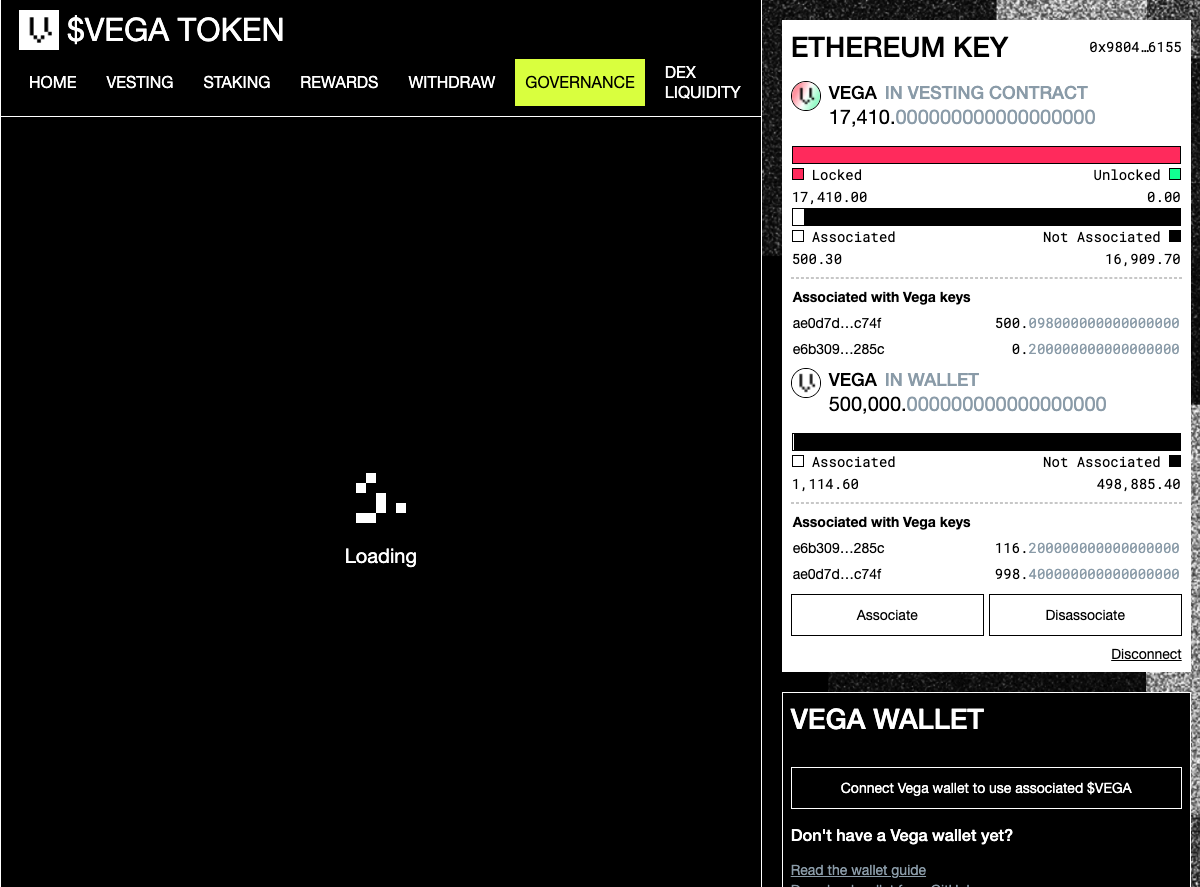 $VEGA TOKEN
HOME VESTING STAKING REWARDS WITHDRAW GOVERNANCE DEX LIQUIDITY
Loading
ETHEREUM KEY 0x9804…6155
VEGA IN VESTING CONTRACT
17,410.000000000000000000
Locked Unlocked
17,410.00 0.00
Associated Not Associated
500.30 16,909.70
Associated with Vega keys
ae0d7d…c74f 500.098000000000000000
e6b309…285c 0.200000000000000000
VEGA IN WALLET
500,000.000000000000000000
Associated Not Associated
1,114.60 498,885.40
Associated with Vega keys
e6b309…285c 116.200000000000000000
ae0d7d…c74f 998.400000000000000000
Associate Disassociate
Disconnect
VEGA WALLET
Connect Vega wallet to use associated $VEGA
Don't have a Vega wallet yet?
Read the wallet guide